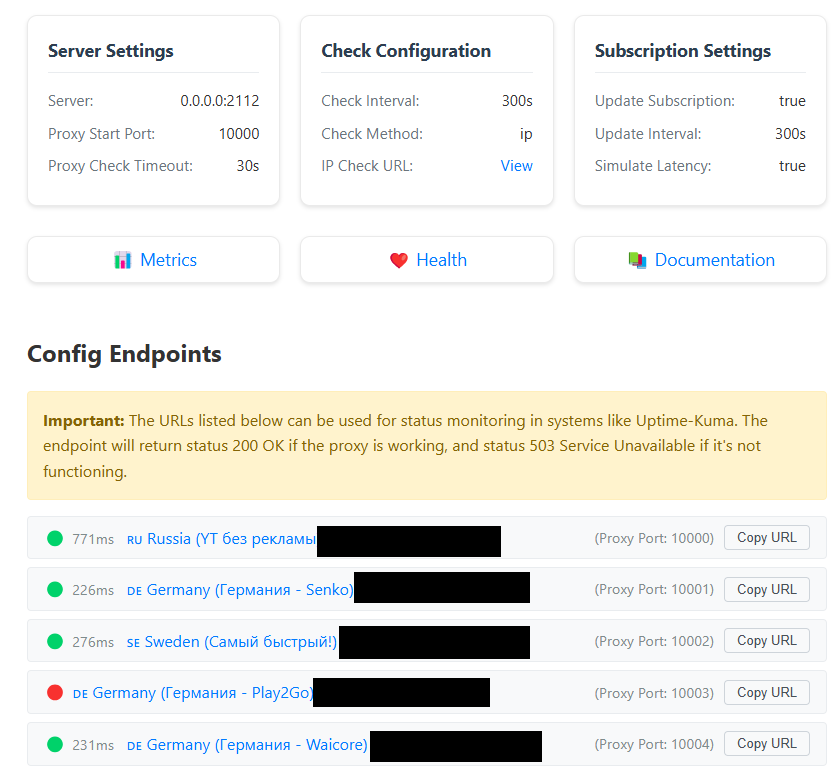 Server Settings
Server: 0.0.0.0:2112
Proxy Start Port: 10000
Proxy Check Timeout: 30s
Check Configuration
Check Interval: 300s
Check Method: ip
IP Check URL: View
Subscription Settings
Update Subscription: true
Update Interval: 300s
Simulate Latency: true
Metrics
Health
Documentation
Config Endpoints
Important: The URLs listed below can be used for status monitoring in systems like Uptime-Kuma. The
endpoint will return status 200 OK if the proxy is working, and status 503 Service Unavailable if it's not
functioning.
771ms RU Russia (YT без рекламы (Proxy Port: 10000) Copy URL
226ms DE Germany (Германия - Senko) (Proxy Port: 10001) Copy URL
276ms SE Sweden (Самый быстрый!) (Proxy Port: 10002) Copy URL
DE Germany (Германия - Play2Go) (Proxy Port: 10003) Copy URL
231ms DE Germany (Германия - Waicore) (Proxy Port: 10004) Copy URL